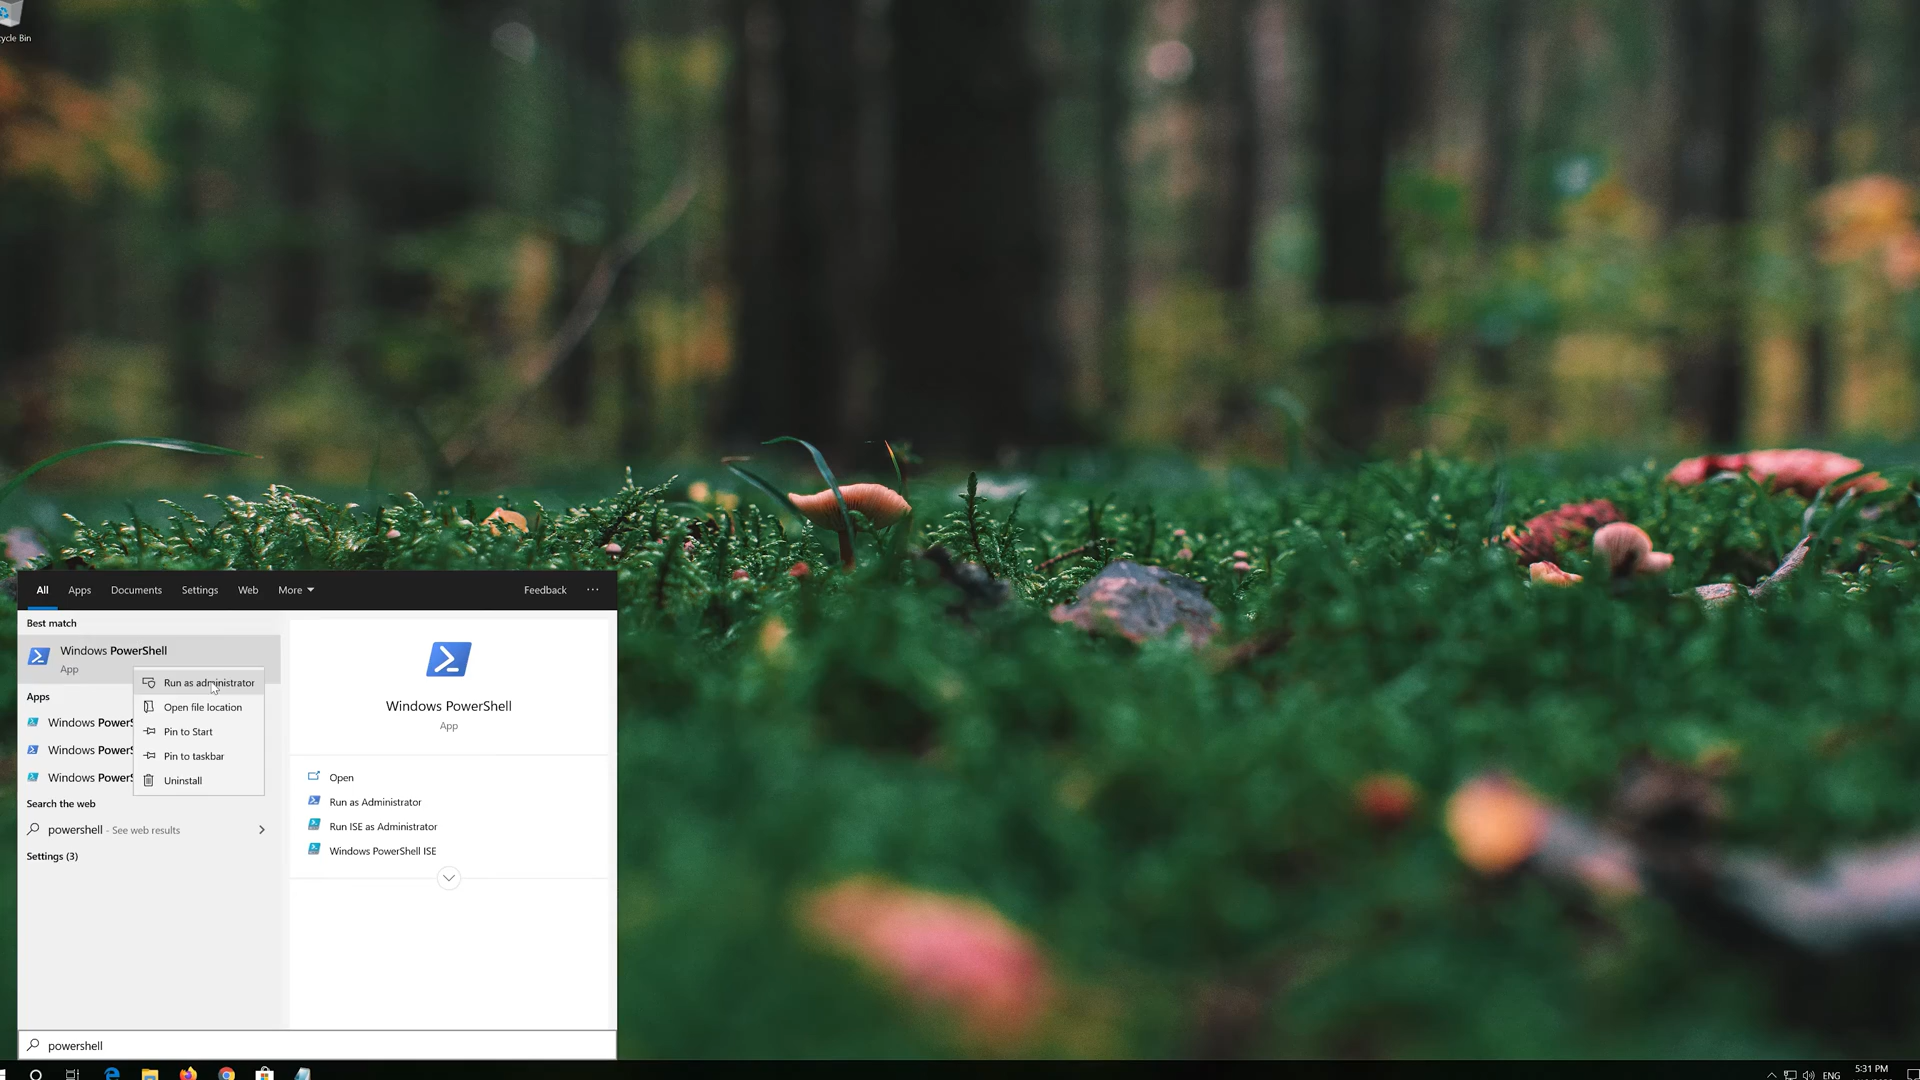 cycle Bin
All Apps Documents Settings Web More Feedback ...
Best match
Windows PowerShell
App
Run as administrator
Open file location
Pin to Start
Pin to taskbar
Uninstall
Apps
Windows PowerS
Windows PowerS
Windows PowerS
Search the web
powershell - See web results
Settings (3)
Windows PowerShell
App
Open
Run as Administrator
Run ISE as Administrator
Windows PowerShell ISE
powershell
ENG
5:31 PM